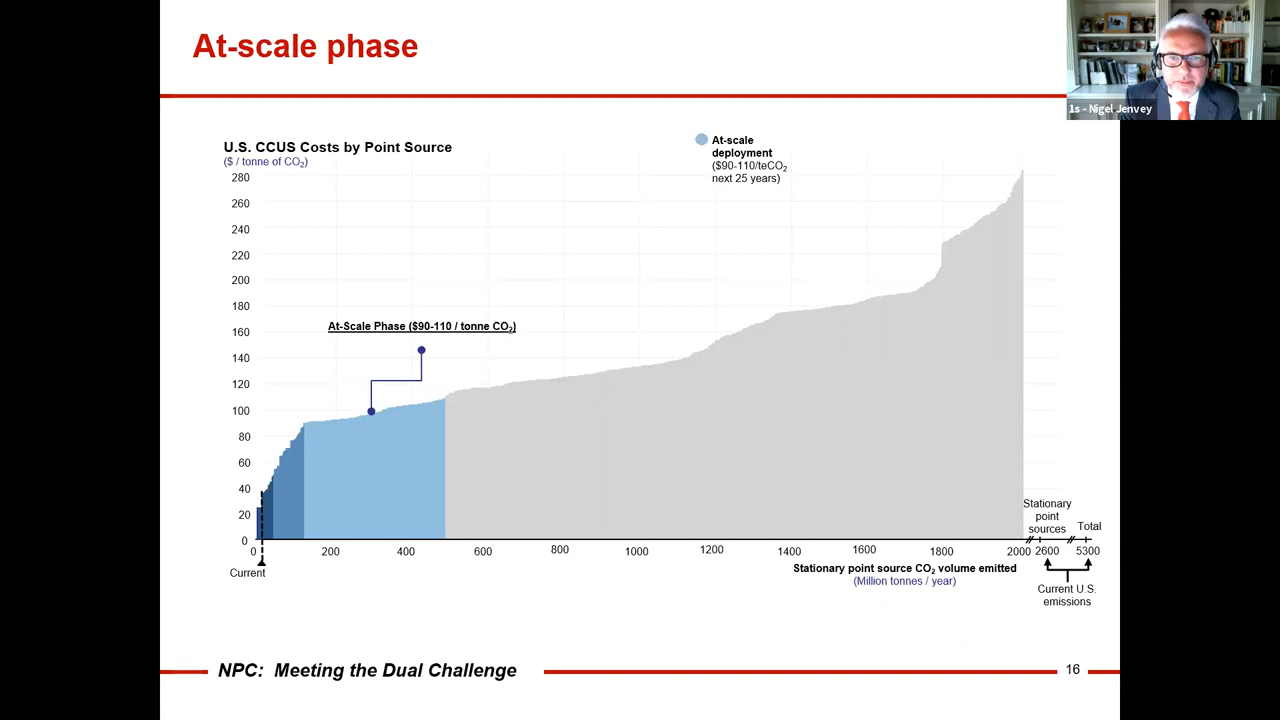 At-scale phase
1s - Nigel Jenvey
U.S. CCUS Costs by Point Source
($ / tonne of CO₂)
At-scale
deployment
($90-110/teCO₂
next 25 years)
280
260
240
220
200
180
160
140
120
100
80
60
40
20
0
At-Scale Phase ($90-110 / tonne CO₂)
Stationary
point
sources
Total
0 200 400 600 800 1000 1200 1400 1600 1800 2000 2600 5300
Current
Stationary point source CO₂ volume emitted
(Million tonnes / year)
Current U.S.
emissions
NPC: Meeting the Dual Challenge
16